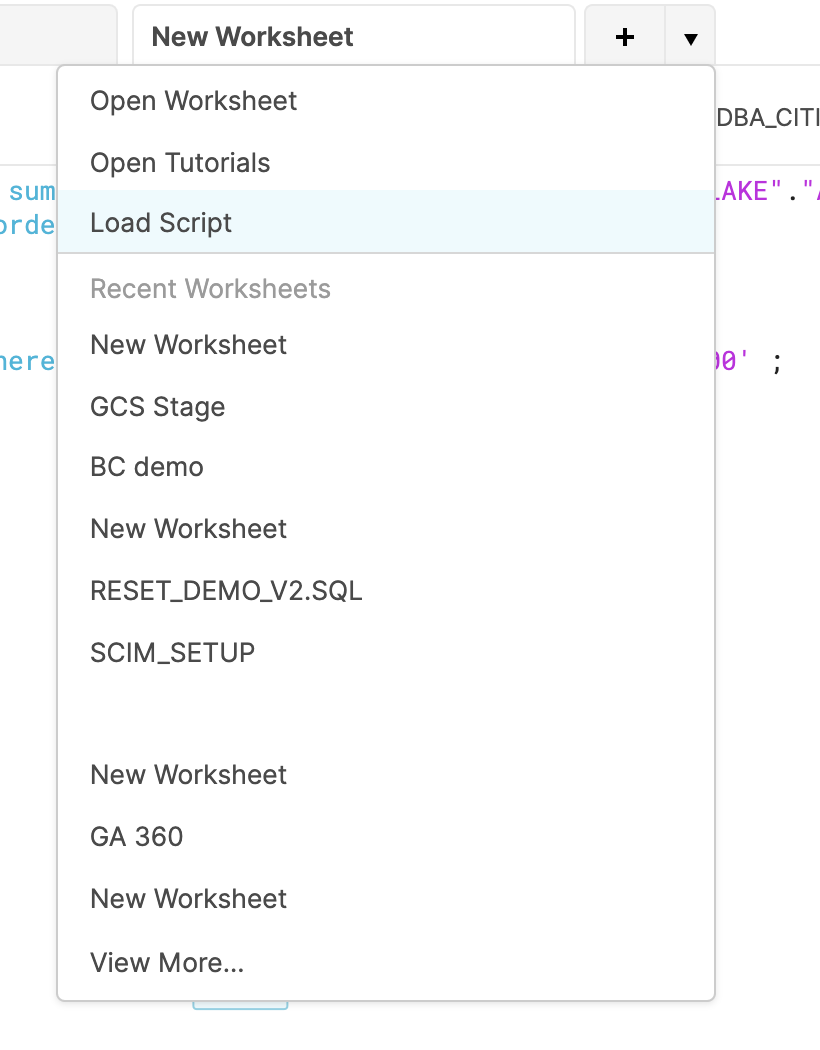 New Worksheet
+ ▼
Open Worksheet
DBA_CITI
Open Tutorials
sum
LAKE"."A
orde
Load Script
Recent Worksheets
New Worksheet
here
00' ;
GCS Stage
BC demo
New Worksheet
RESET_DEMO_V2.SQL
SCIM_SETUP
New Worksheet
GA 360
New Worksheet
View More...